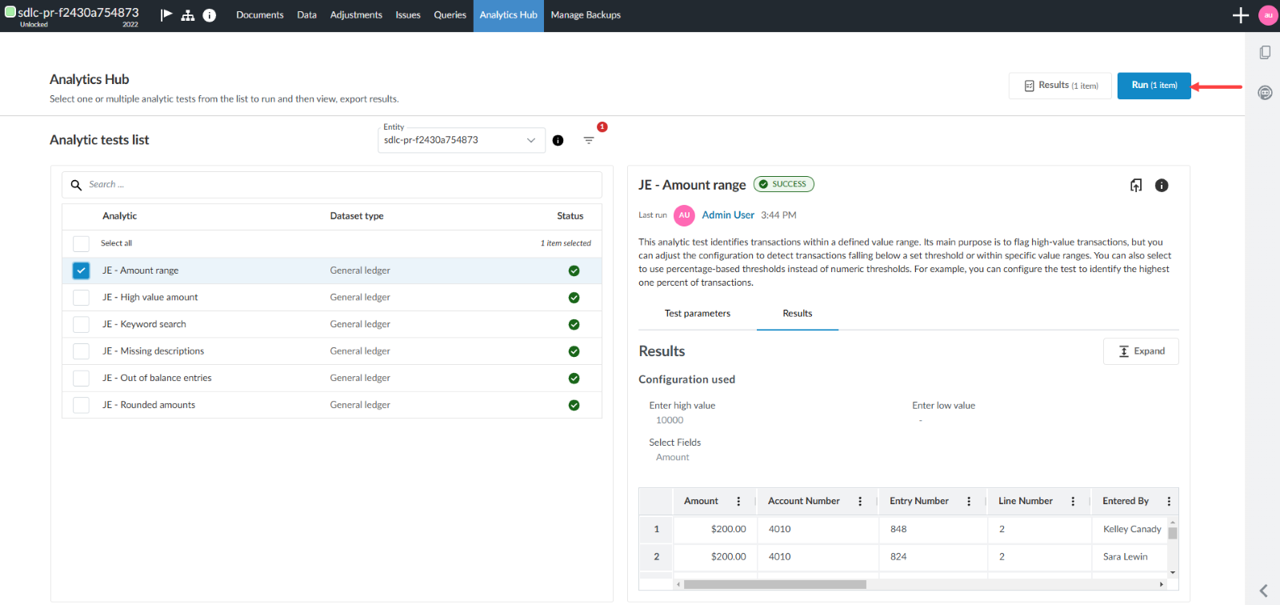 sdlc-pr-f2430a754873
Unlocked 2022
Documents Data Adjustments Issues Queries Analytics Hub Manage Backups
AU
Analytics Hub
Select one or multiple analytic tests from the list to run and then view, export results.
Results (1 item)
Run (1 item)
Analytic tests list
Entity
sdlc-pr-f2430a754873
1
Search ...
Analytic Dataset type Status
Select all 1 item selected
JE - Amount range General ledger
JE - High value amount General ledger
JE - Keyword search General ledger
JE - Missing descriptions General ledger
JE - Out of balance entries General ledger
JE - Rounded amounts General ledger
JE - Amount range SUCCESS
Last run AU Admin User 3:44 PM
This analytic test identifies transactions within a defined value range. Its main purpose is to flag high-value transactions, but you
can adjust the configuration to detect transactions falling below a set threshold or within specific value ranges. You can also select
to use percentage-based thresholds instead of numeric thresholds. For example, you can configure the test to identify the highest
one percent of transactions.
Test parameters Results
Results
Expand
Configuration used
Enter high value Enter low value
10000 -
Select Fields
Amount
Amount Account Number Entry Number Line Number Entered By
1 $200.00 4010 848 2 Kelley Canady
2 $200.00 4010 824 2 Sara Lewin